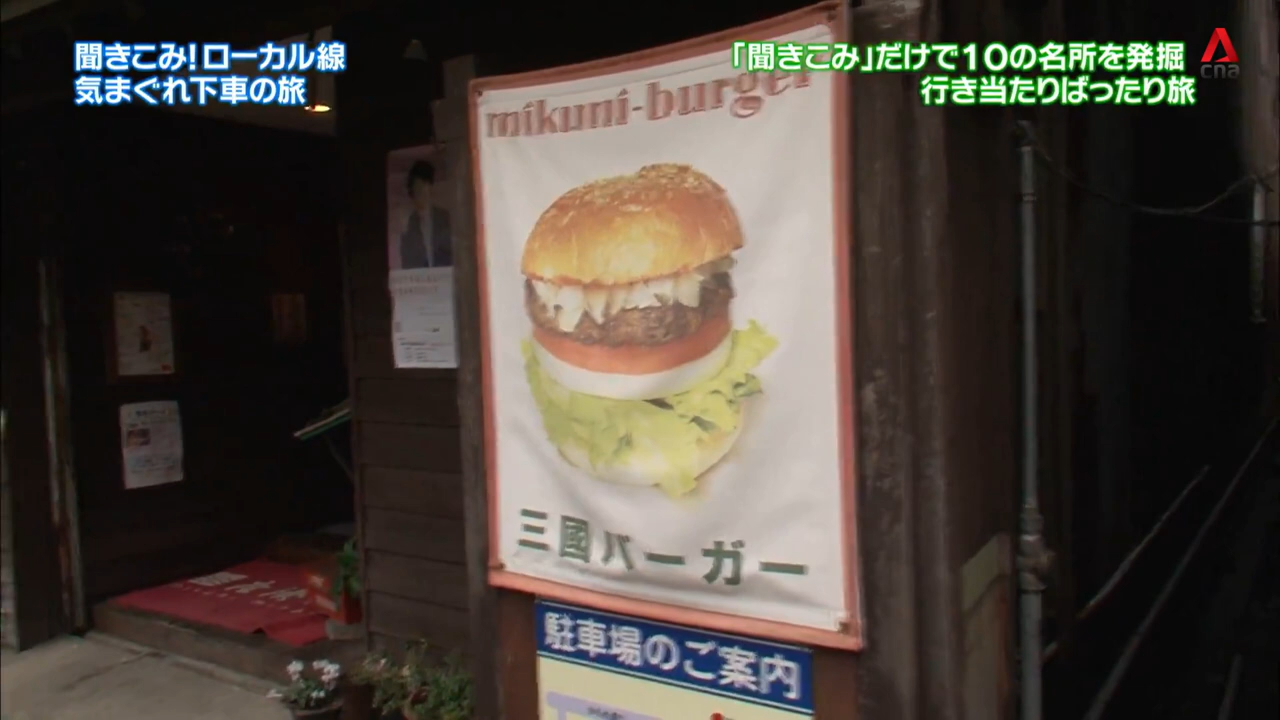 聞きこみ!ローカル線
気まぐれ下車の旅
「聞きこみ」だけで10の名所を発掘
行き当たりばったり旅
cna
mikuni-burger
三國バーガー
駐車場のご案内